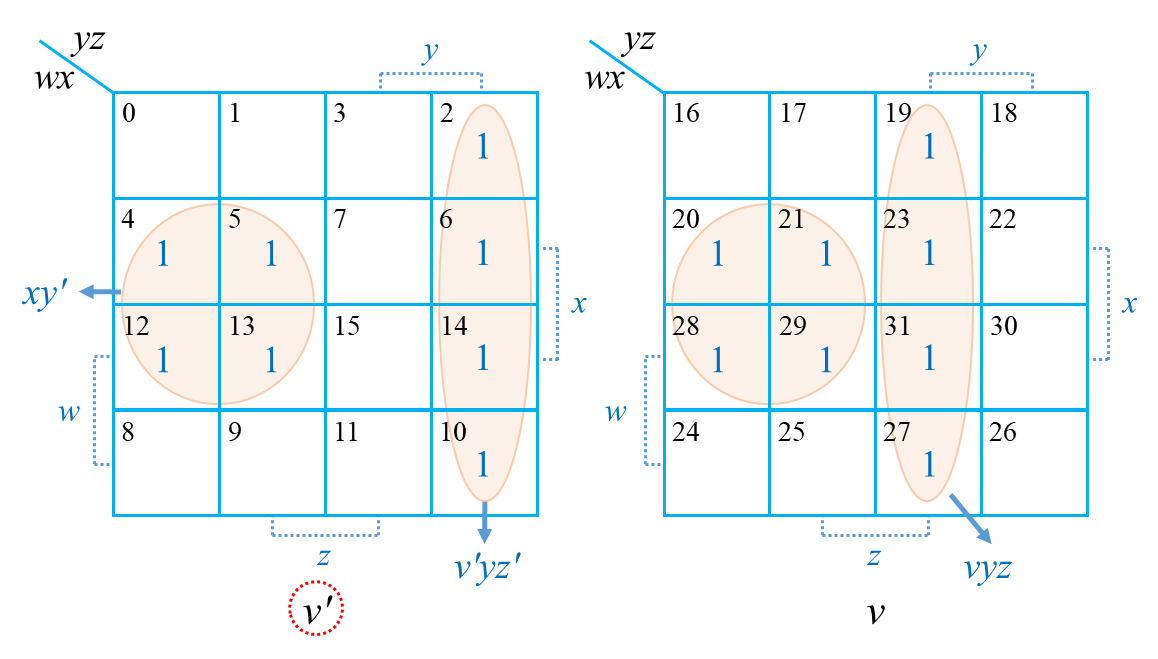 yz yz
wx y wx y
0 1 3 2 16 17 19 18
1 1
4 5 7 6 20 21 23 22
1 1 1 1 1 1
xy′ x x
12 13 15 14 28 29 31 30
1 1 1 1 1 1
w w
8 9 11 10 24 25 27 26
1 1
z z
v′yz′ vyz
v′ v